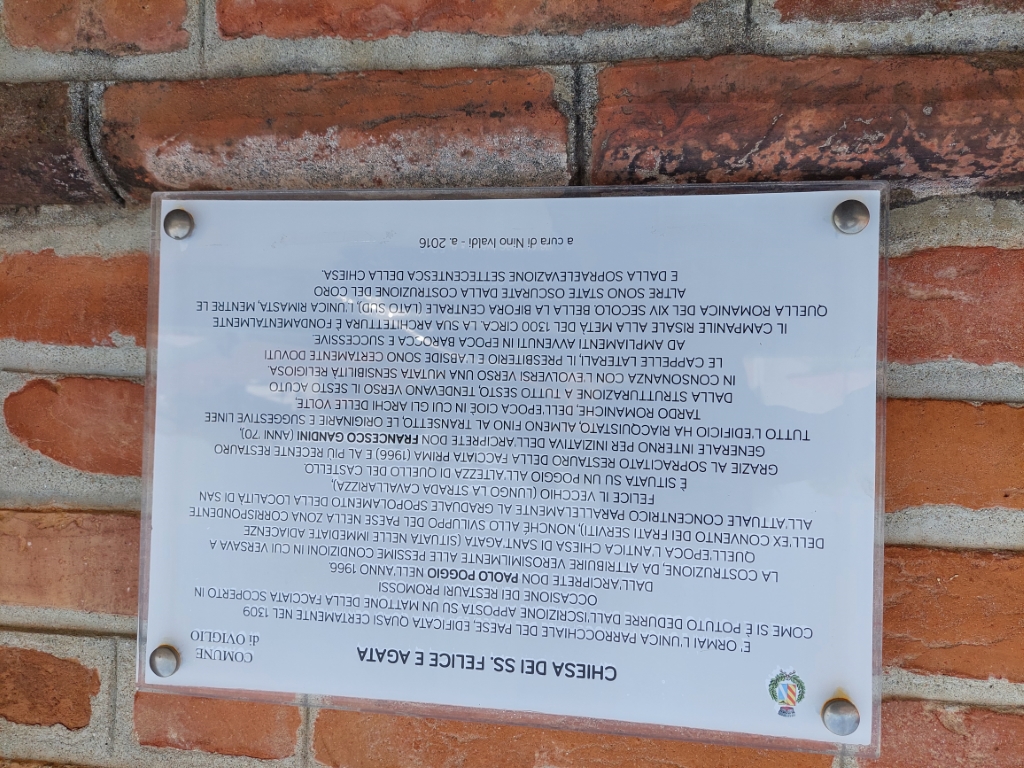 COMUNE
di OVIGLIO
CHIESA DEI SS. FELICE E AGATA
E' ORMAI L'UNICA PARROCCHIALE DEL PAESE, EDIFICATA QUASI CERTAMENTE NEL 1309
COME SI È POTUTO DEDURRE DALL'ISCRIZIONE APPOSTA SU UN MATTONE DELLA FACCIATA SCOPERTO IN
OCCASIONE DEI RESTAURI PROMOSSI
DALL'ARCIPRETE DON PAOLO POGGIO NELL'ANNO 1966.
LA COSTRUZIONE, DA ATTRIBUIRE VEROSIMILMENTE ALLE PESSIME CONDIZIONI IN CUI VERSAVA A
QUELL'EPOCA L'ANTICA CHIESA DI SANT'AGATA (SITUATA NELLE IMMEDIATE ADIACENZE
DELL'EX CONVENTO DEI FRATI SERVITI), NONCHÉ ALLO SVILUPPO DEL PAESE NELLA ZONA CORRISPONDENTE
ALL'ATTUALE CONCENTRICO PARALLELAMENTE AL GRADUALE SPOPOLAMENTO DELLA LOCALITÀ DI SAN
FELICE IL VECCHIO (LUNGO LA STRADA CAVALLARIZZA),
È SITUATA SU UN POGGIO ALL'ALTEZZA DI QUELLO DEL CASTELLO
GRAZIE AL SOPRACITATO RESTAURO DELLA FACCIATA PRIMA (1966) E AL PIÙ RECENTE RESTAURO
GENERALE INTERNO PER INIZIATIVA DELL'ARCIPRETE DON FRANCESCO GANDINI (ANNI '70),
TUTTO L'EDIFICIO HA RIACQUISTATO, ALMENO FINO AL TRANSETTO, LE ORIGINARIE E SUGGESTIVE LINEE
TARDO ROMANICHE, DELL'EPOCA CIOÈ IN CUI GLI ARCHI DELLE VOLTE,
DALLA STRUTTURAZIONE A TUTTO SESTO, TENDEVANO VERSO IL SESTO ACUTO
IN CONSONANZA CON L'EVOLVERSI VERSO UNA MUTATA SENSIBILITÀ RELIGIOSA
LE CAPPELLE LATERALI, IL PRESBITERIO E L'ABSIDE SONO CERTAMENTE DOVUTI
AD AMPLIAMENTI AVVENUTI IN EPOCA BAROCCA E SUCCESSIVE
IL CAMPANILE RISALE ALLA METÀ DEL 1300 CIRCA. LA SUA ARCHITETTURA È FONDAMENTALMENTE
QUELLA ROMANICA DEL XIV SECOLO. BELLA LA BIFORA CENTRALE (LATO SUD), L'UNICA RIMASTA, MENTRE LE
ALTRE SONO STATE OSCURATE DALLA COSTRUZIONE DEL CORO
E DALLA SOPRAELEVAZIONE SETTECENTESCA DELLA CHIESA.
a cura di Nino Ivaldi - a. 2016